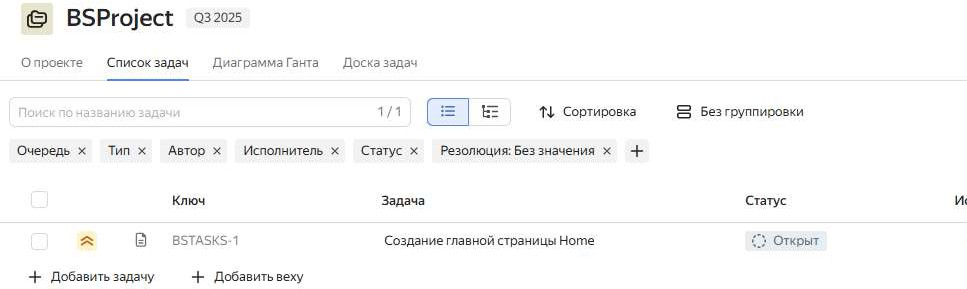 BSProject Q3 2025
О проекте Список задач Диаграмма Ганта Доска задач
Поиск по названию задачи 1 / 1 Сортировка Без группировки
Очередь × Тип × Автор × Исполнитель × Статус × Резолюция: Без значения × +
Ключ Задача Статус Ис
BSTASKS-1 Создание главной страницы Home Открыт
+ Добавить задачу + Добавить веху